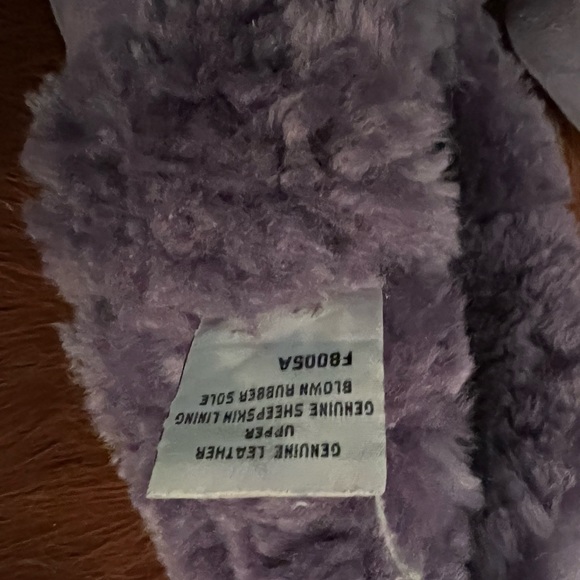 GENUINE LEATHER
UPPER
GENUINE SHEEPSKIN LINING
BLOWN RUBBER SOLE
F8005A